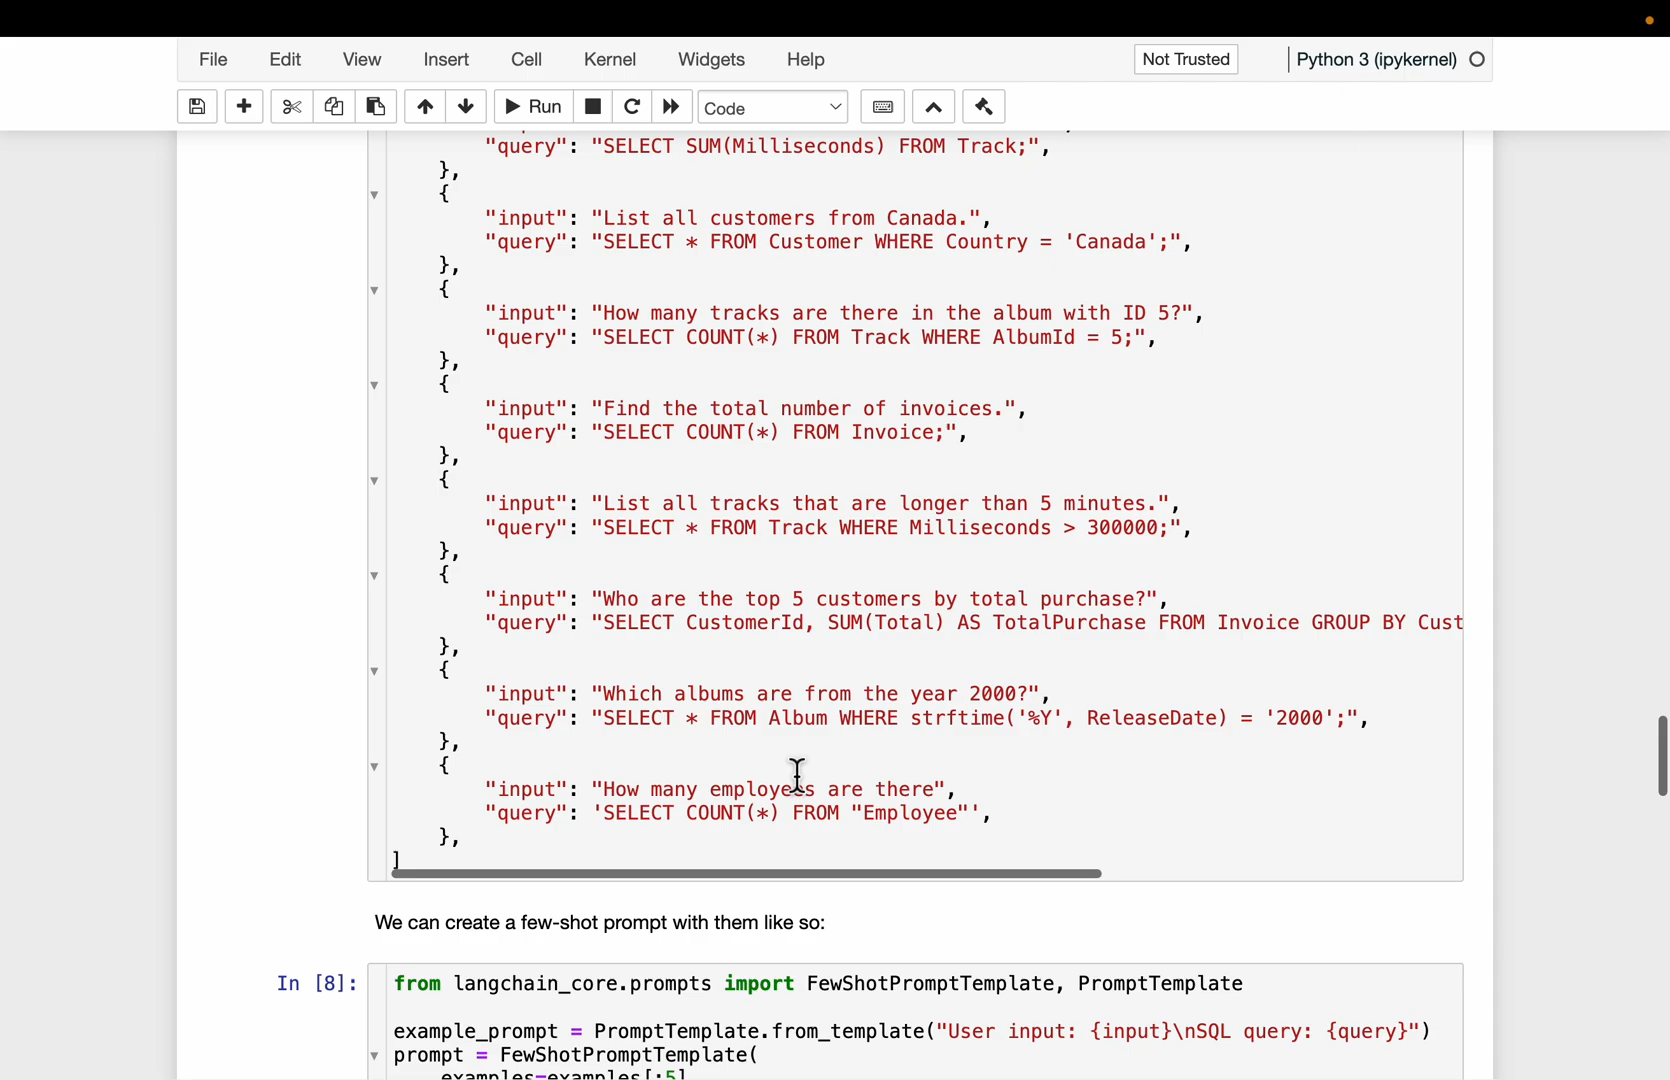 File Edit View Insert Cell Kernel Widgets Help Not Trusted Python 3 (ipykernel)
Run Code
"query": "SELECT SUM(Milliseconds) FROM Track;",
},
{
"input": "List all customers from Canada.",
"query": "SELECT * FROM Customer WHERE Country = 'Canada';",
},
{
"input": "How many tracks are there in the album with ID 5?",
"query": "SELECT COUNT(*) FROM Track WHERE AlbumId = 5;",
},
{
"input": "Find the total number of invoices.",
"query": "SELECT COUNT(*) FROM Invoice;",
},
{
"input": "List all tracks that are longer than 5 minutes.",
"query": "SELECT * FROM Track WHERE Milliseconds > 300000;",
},
{
"input": "Who are the top 5 customers by total purchase?",
"query": "SELECT CustomerId, SUM(Total) AS TotalPurchase FROM Invoice GROUP BY Cust
},
{
"input": "Which albums are from the year 2000?",
"query": "SELECT * FROM Album WHERE strftime('%Y', ReleaseDate) = '2000';",
},
{
"input": "How many employees are there",
"query": 'SELECT COUNT(*) FROM "Employee"',
},
]
We can create a few-shot prompt with them like so:
In [8]: from langchain_core.prompts import FewShotPromptTemplate, PromptTemplate
example_prompt = PromptTemplate.from_template("User input: {input}\nSQL query: {query}")
prompt = FewShotPromptTemplate(
examples=examples[:5]